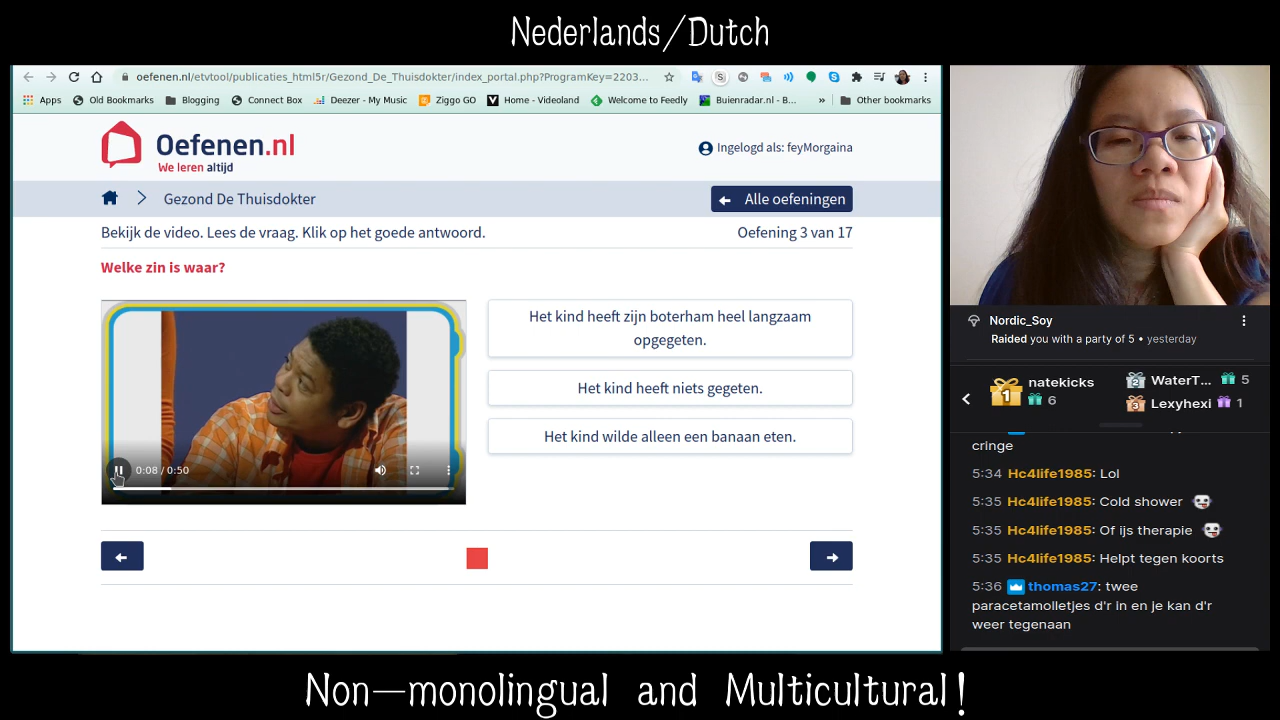 Nederlands/Dutch
oefenen.nl/etvtool/publicaties_html5r/Gezond_De_Thuisdokter/index_portal.php?ProgramKey=2203...
Apps Old Bookmarks Blogging Connect Box Deezer - My Music Ziggo GO Home - Videoland Welcome to Feedly Buienradar.nl - B... » Other bookmarks
Oefenen.nl
We leren altijd
Ingelogd als: feyMorgaina
Gezond De Thuisdokter
Alle oefeningen
Bekijk de video. Lees de vraag. Klik op het goede antwoord.
Oefening 3 van 17
Welke zin is waar?
Het kind heeft zijn boterham heel langzaam
opgegeten.
Het kind heeft niets gegeten.
Het kind wilde alleen een banaan eten.
0:08 / 0:50
Nordic_Soy
Raided you with a party of 5 • yesterday
1 natekicks
6
2 WaterT... 5
3 Lexyhexi 1
cringe
5:34 Hc4life1985: Lol
5:35 Hc4life1985: Cold shower
5:35 Hc4life1985: Of ijs therapie
5:35 Hc4life1985: Helpt tegen koorts
5:36 thomas27: twee
paracetamolletjes d'r in en je kan d'r
weer tegenaan
Non-monolingual and Multicultural!